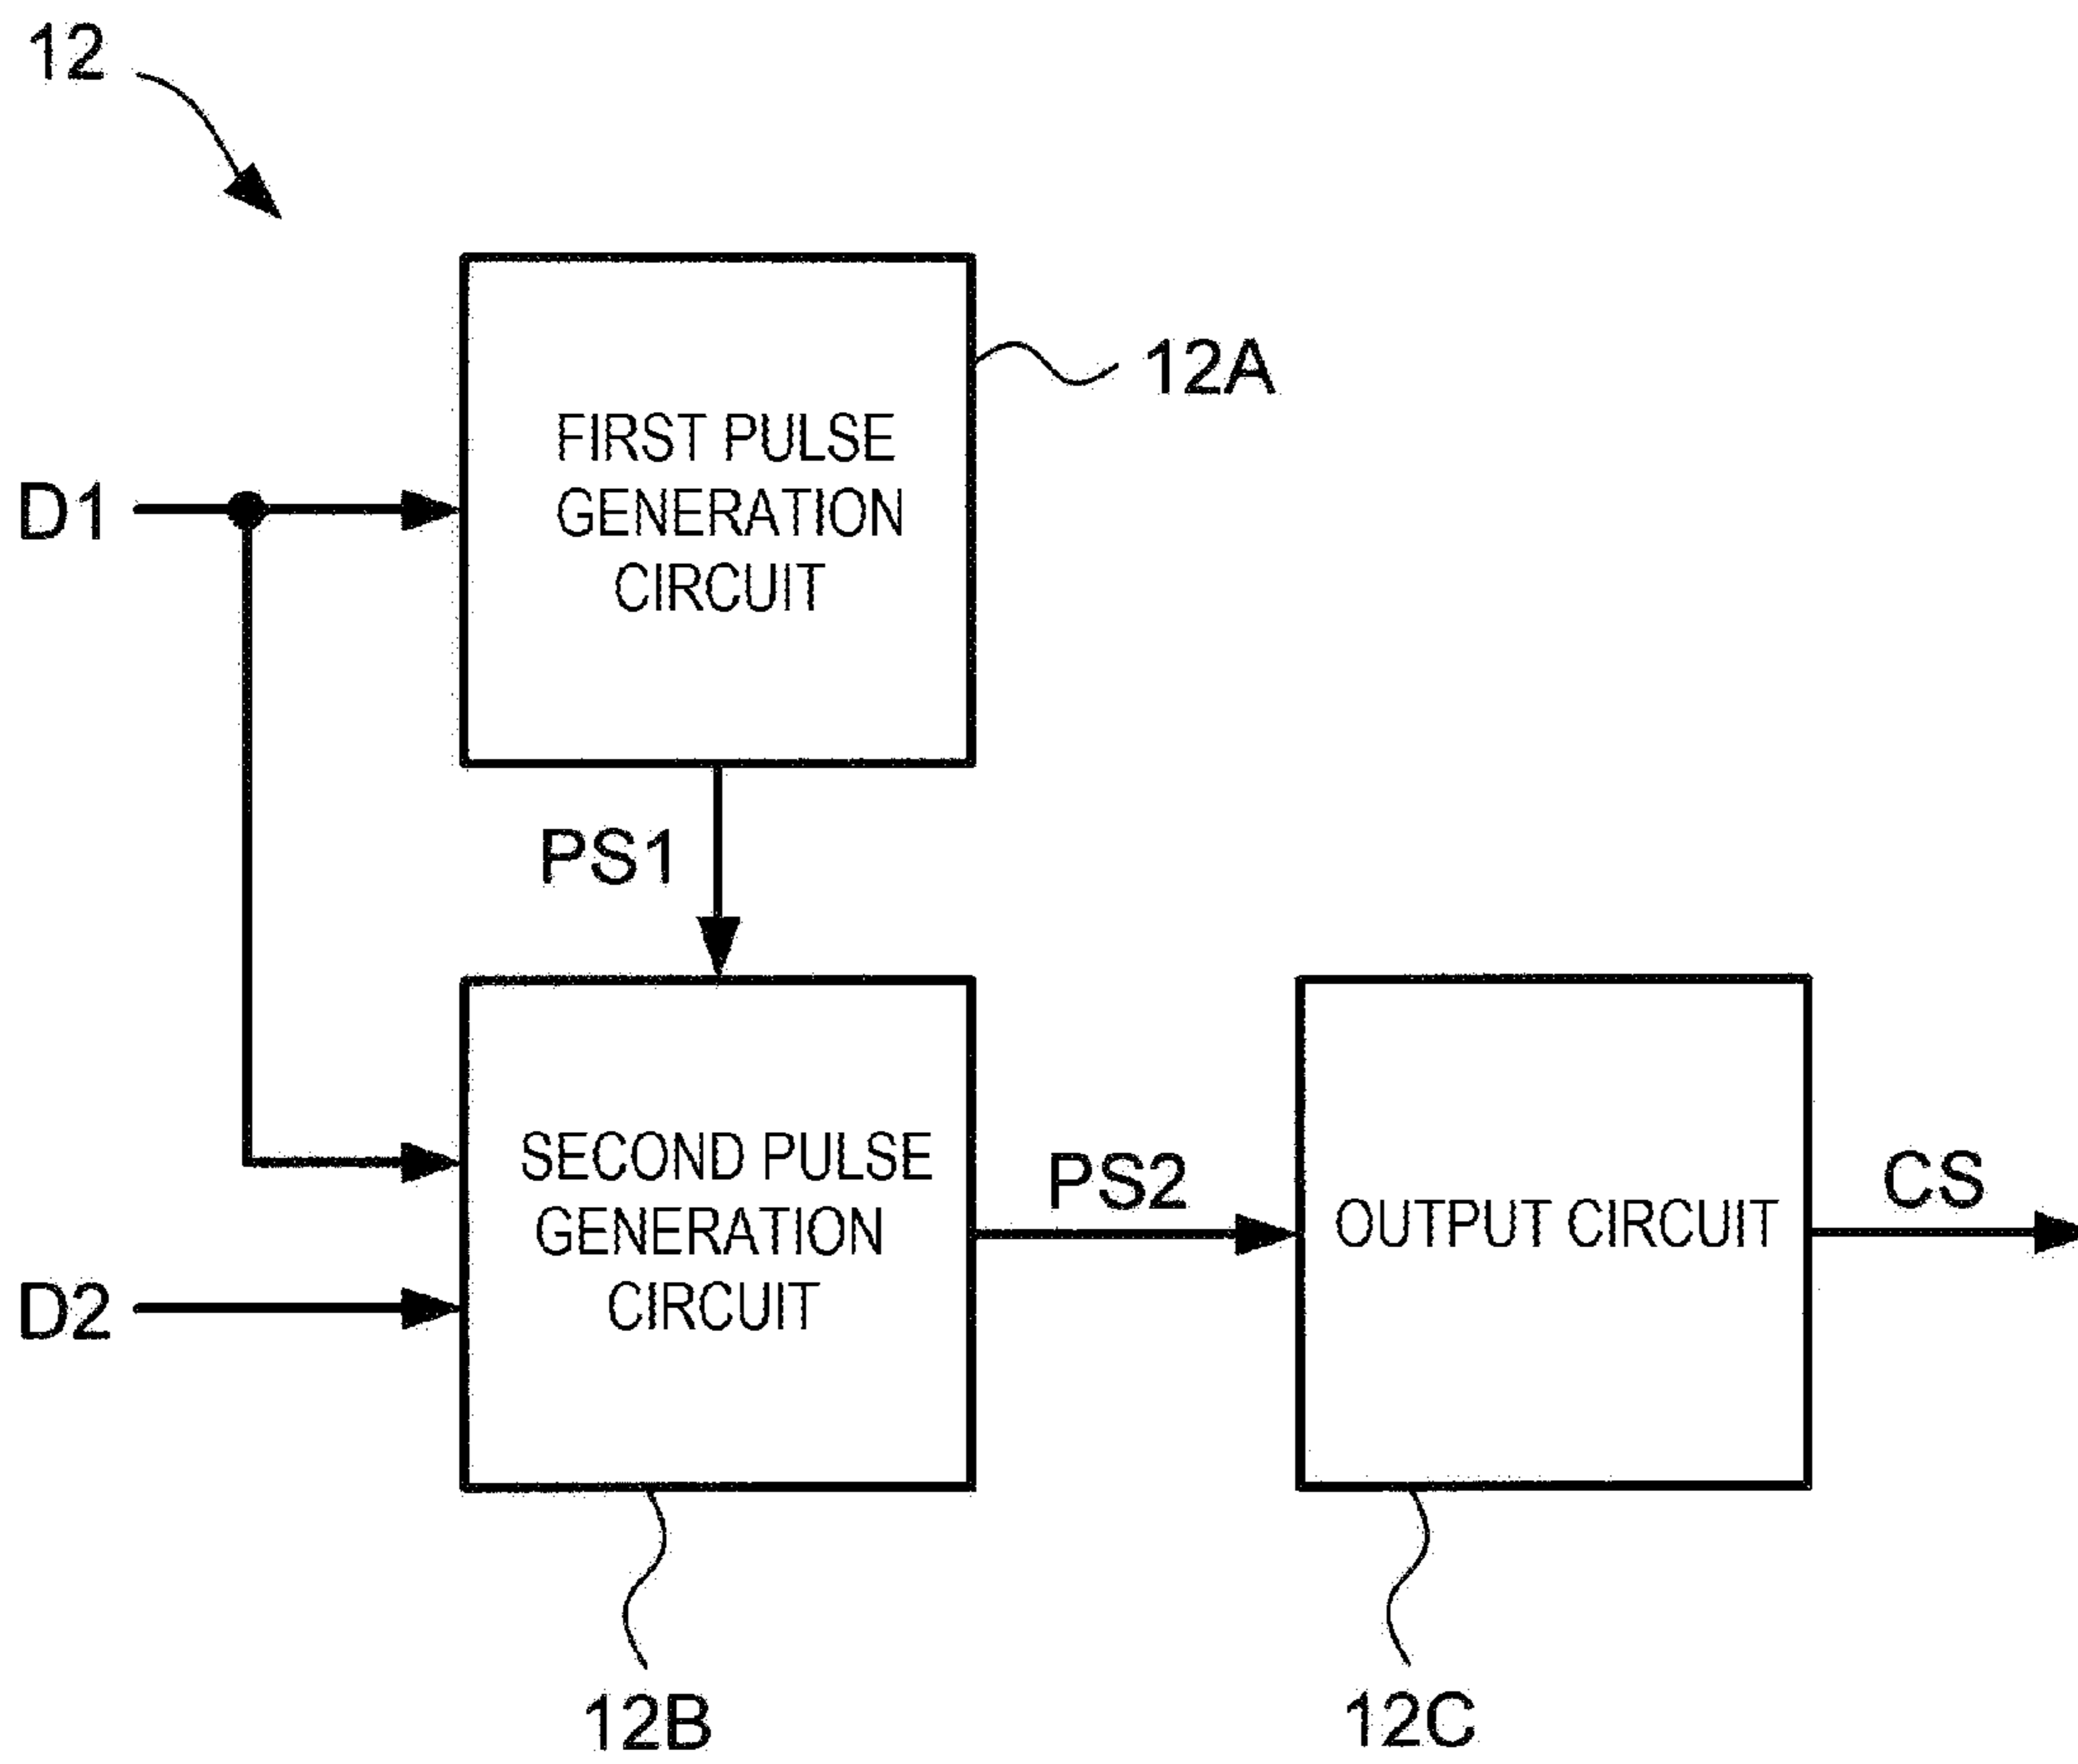 12
12A
FIRST PULSE
GENERATION
CIRCUIT
D1
PS1
SECOND PULSE
GENERATION
CIRCUIT
PS2
OUTPUT CIRCUIT
CS
D2
12B
12C